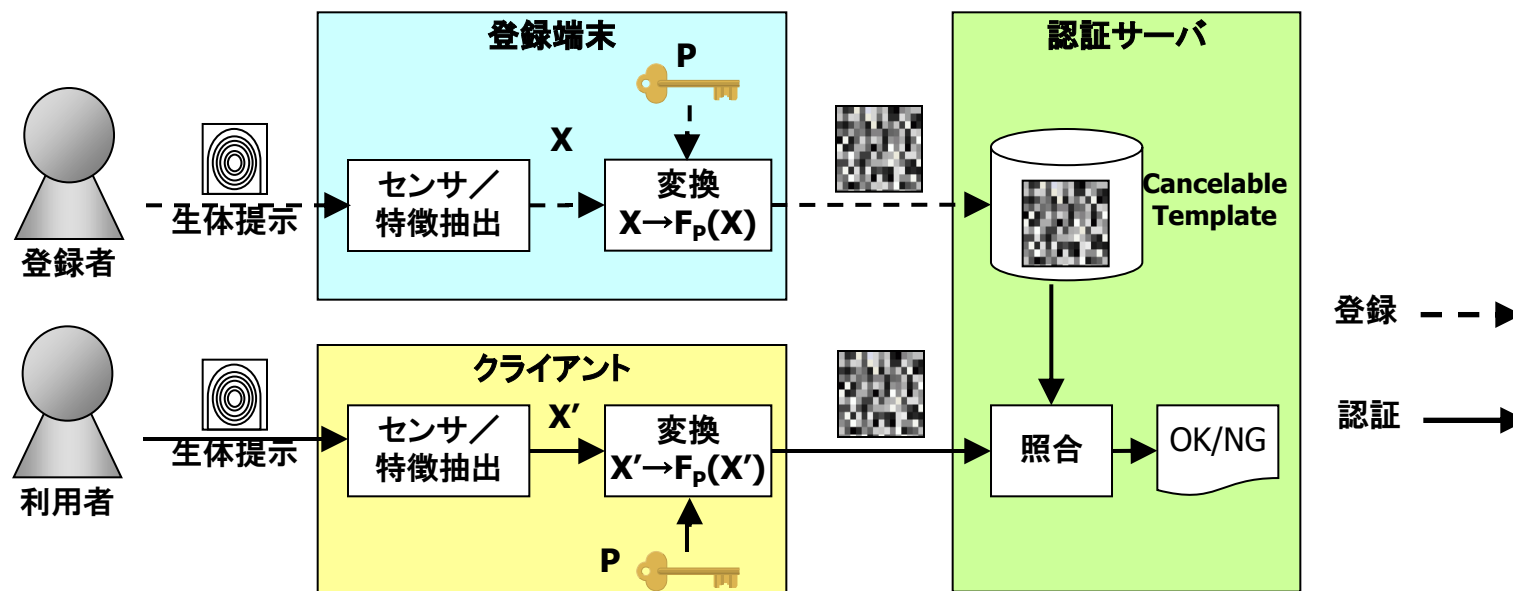 登録端末
認証サーバ
P
X
センサ／
特徴抽出
変換
X→FP(X)
Cancelable
Template
生体提示
登録者
登録
クライアント
X′
センサ／
特徴抽出
変換
X′→FP(X′)
照合
OK/NG
認証
生体提示
利用者
P